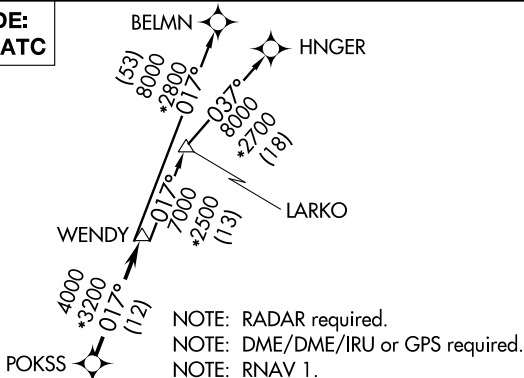 DE:
ATC
BELMN
HNGER
(53)
8000
*2800
017°
037°
8000
*2700
(18)
LARKO
017°
7000
*2500
(13)
WENDY
4000
*3200
017°
(12)
POKSS
NOTE: RADAR required.
NOTE: DME/DME/IRU or GPS required.
NOTE: RNAV 1.